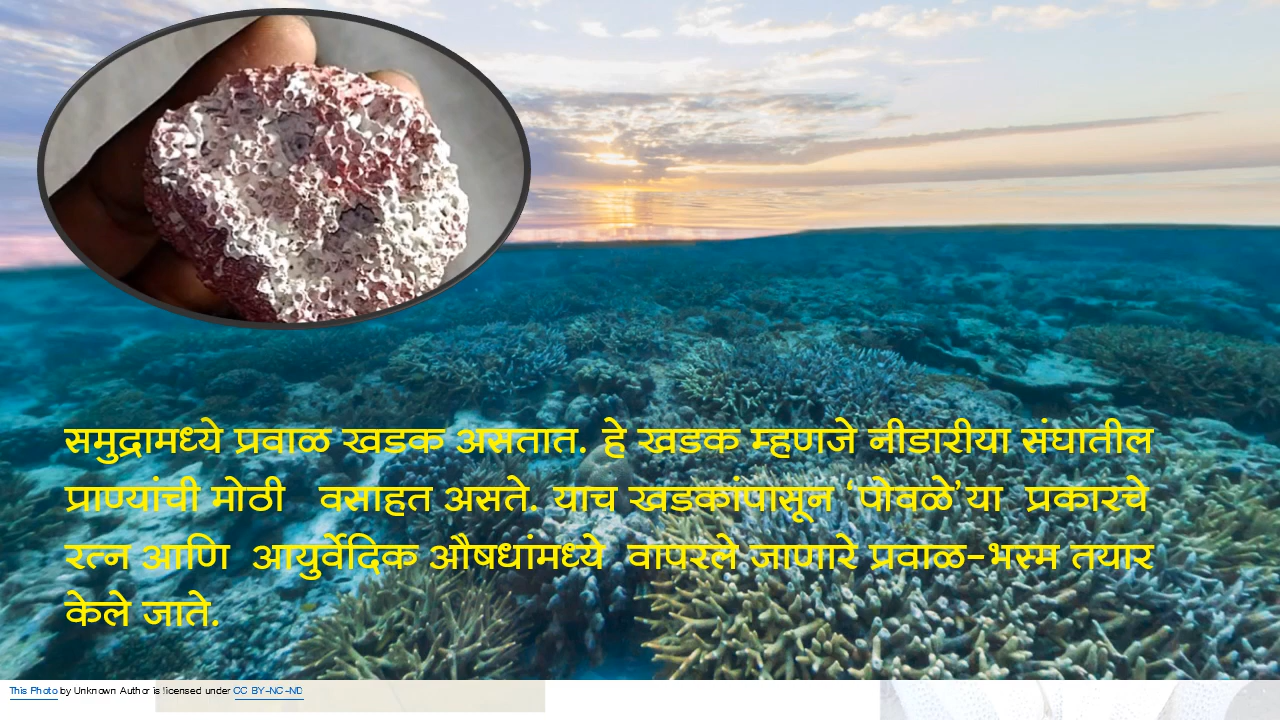 समुद्रामध्ये प्रवाळ खडक असतात. हे खडक म्हणजे नीडारीया संघातील
प्राण्यांची मोठी वसाहत असते. याच खडकांपासून ‘पोवळे’या प्रकारचे
रत्न आणि आयुर्वेदिक औषधांमध्ये वापरले जाणारे प्रवाळ-भस्म तयार
केले जाते.
This Photo by Unknown Author is licensed under CC BY-NC-ND